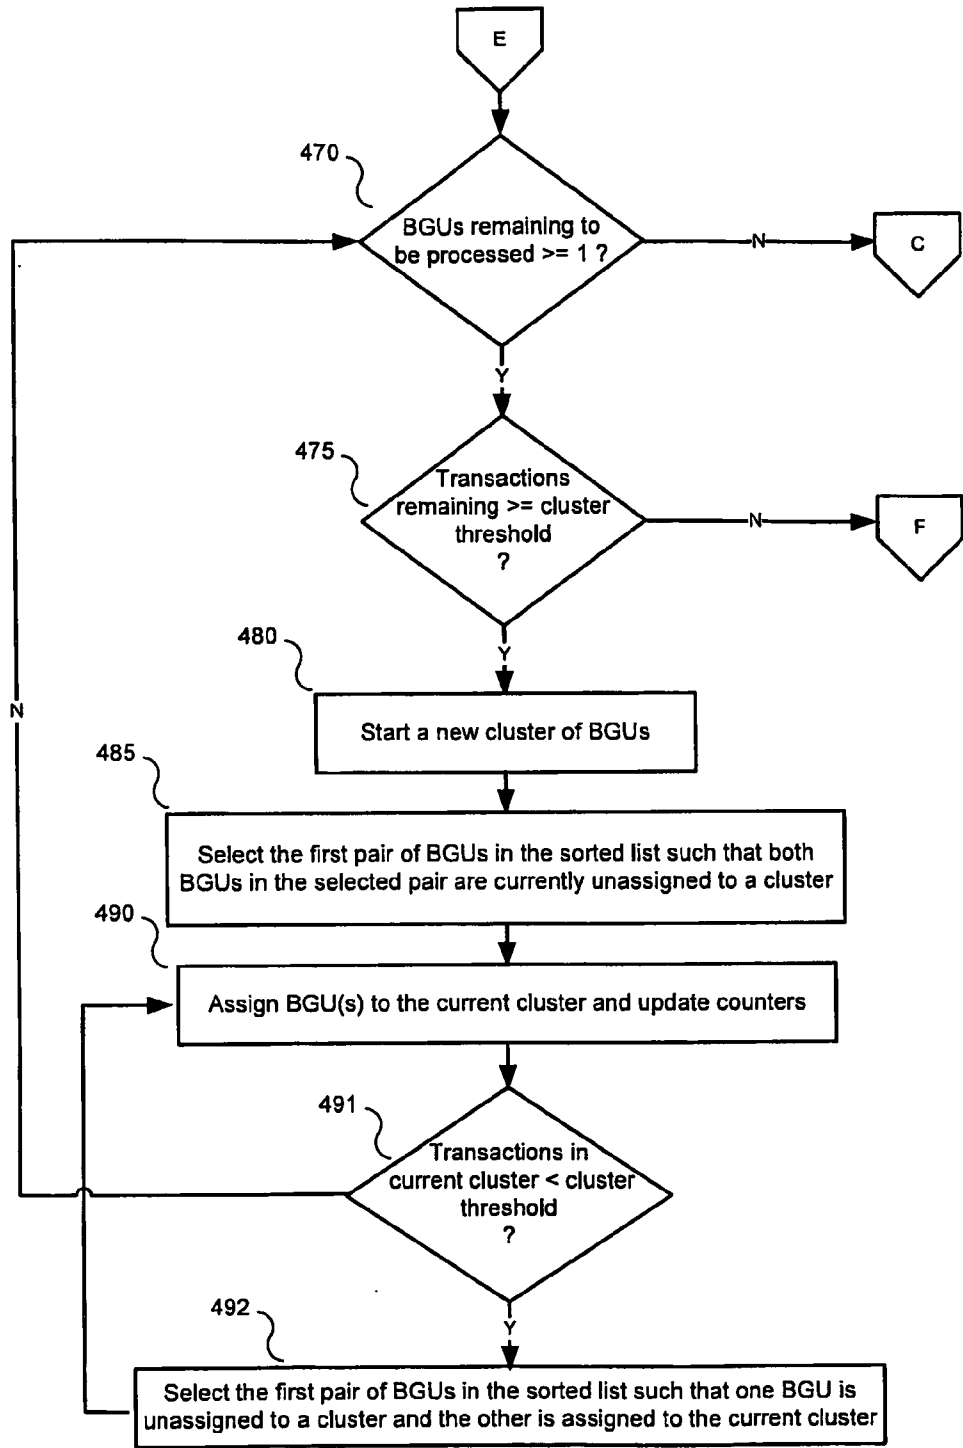 E
470
BGUs remaining to
be processed >= 1 ?
N
C
Y
475
Transactions
remaining >= cluster
threshold
?
N
F
Y
480
Start a new cluster of BGUs
N
485
Select the first pair of BGUs in the sorted list such that both
BGUs in the selected pair are currently unassigned to a cluster
490
Assign BGU(s) to the current cluster and update counters
491
Transactions in
current cluster < cluster
threshold
?
Y
492
Select the first pair of BGUs in the sorted list such that one BGU is
unassigned to a cluster and the other is assigned to the current cluster